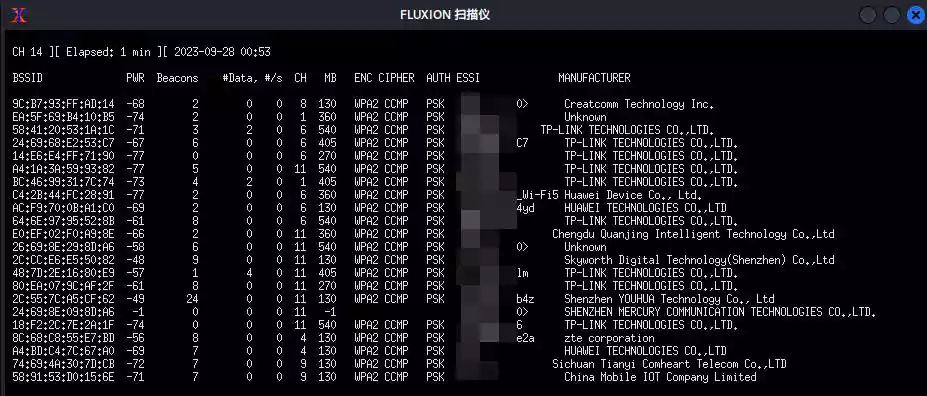 FLUXION 扫描仪
CH 14 ][ Elapsed: 1 min ][ 2023-09-28 00:53
BSSID PWR Beacons #Data, #/s CH MB ENC CIPHER AUTH ESSI MANUFACTURER
9C:B7:93:FF:AD:14 -68 2 0 0 8 130 WPA2 CCMP PSK 0> Creatcomm Technology Inc.
EA:5F:69:B4:10:B5 -74 2 0 0 1 360 WPA2 CCMP PSK Unknown
58:41:20:53:1A:1C -71 3 2 0 6 540 WPA2 CCMP PSK TP-LINK TECHNOLOGIES CO.,LTD.
24:69:68:E2:53:C7 -67 6 0 0 6 405 WPA2 CCMP PSK C7 TP-LINK TECHNOLOGIES CO.,LTD.
14:E6:E4:FF:71:90 -77 0 0 0 6 270 WPA2 CCMP PSK TP-LINK TECHNOLOGIES CO.,LTD.
A4:1A:3A:59:93:82 -77 5 0 0 11 540 WPA2 CCMP PSK TP-LINK TECHNOLOGIES CO.,LTD.
BC:46:99:31:7C:74 -73 4 2 0 1 405 WPA2 CCMP PSK TP-LINK TECHNOLOGIES CO.,LTD.
C4:2B:44:FC:28:91 -77 2 0 0 6 360 WPA2 CCMP PSK _Wi-Fi5 Huawei Device Co., Ltd.
AC:F9:70:0B:A1:C0 -69 2 0 0 6 130 WPA2 CCMP PSK 4yd HUAWEI TECHNOLOGIES CO.,LTD
64:6E:97:95:52:8B -61 8 0 0 6 540 WPA2 CCMP PSK TP-LINK TECHNOLOGIES CO.,LTD.
E0:EF:02:F0:A9:8E -66 2 0 0 11 360 WPA2 CCMP PSK Chengdu Quanjing Intelligent Technology Co.,Ltd
26:69:8E:29:8D:A6 -58 6 0 0 11 540 WPA2 CCMP PSK 0> Unknown
2C:CC:E6:E5:50:82 -48 9 0 0 11 130 WPA2 CCMP PSK Skyworth Digital Technology(Shenzhen) Co.,Ltd
48:7D:2E:16:80:E9 -57 1 4 0 11 405 WPA2 CCMP PSK lm TP-LINK TECHNOLOGIES CO.,LTD.
80:EA:07:9C:AF:2F -61 8 0 0 11 270 WPA2 CCMP PSK TP-LINK TECHNOLOGIES CO.,LTD.
2C:55:7C:A5:CF:62 -49 24 0 0 11 130 WPA2 CCMP PSK b4z Shenzhen YOUHUA Technology Co., Ltd
24:69:8E:09:8D:A6 -1 0 0 0 11 -1 0> SHENZHEN MERCURY COMMUNICATION TECHNOLOGIES CO.,LTD.
18:F2:2C:7E:2A:1F -74 0 0 0 11 540 WPA2 CCMP PSK 6 TP-LINK TECHNOLOGIES CO.,LTD.
8C:68:C8:55:E7:BD -56 8 0 0 4 130 WPA2 CCMP PSK e2a zte corporation
A4:BD:C4:7C:67:A0 -69 7 0 0 4 130 WPA2 CCMP PSK HUAWEI TECHNOLOGIES CO.,LTD
74:69:4A:30:7D:CB -72 7 0 0 9 130 WPA2 CCMP PSK Sichuan Tianyi Comheart Telecom Co.,LTD
58:91:53:D0:15:6E -71 7 0 0 9 130 WPA2 CCMP PSK China Mobile IOT Company Limited